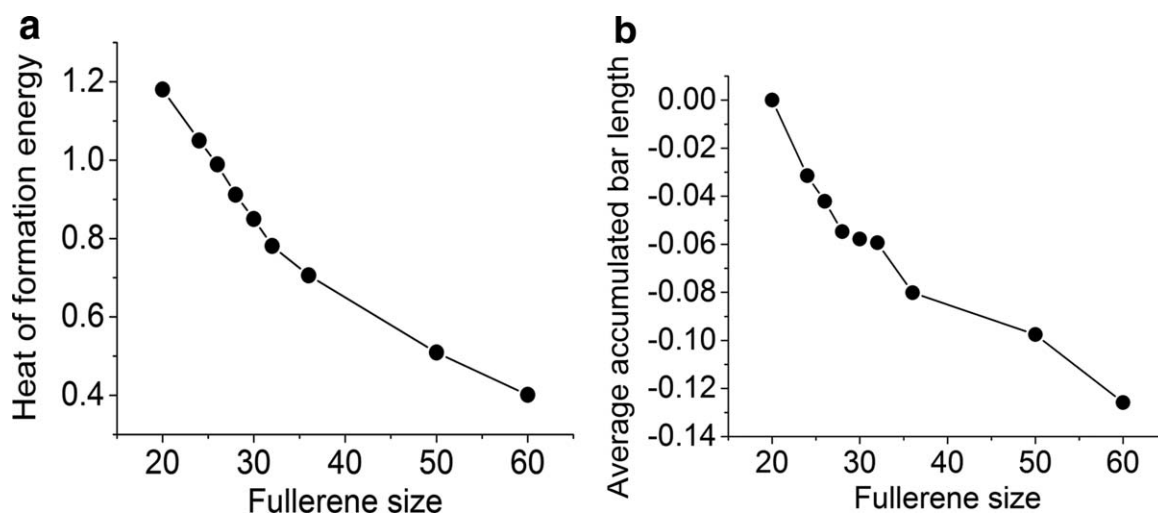 a
Heat of formation energy
1.2
1.0
0.8
0.6
0.4
20 30 40 50 60
Fullerene size
b
Average accumulated bar length
0.00
-0.02
-0.04
-0.06
-0.08
-0.10
-0.12
-0.14
20 30 40 50 60
Fullerene size